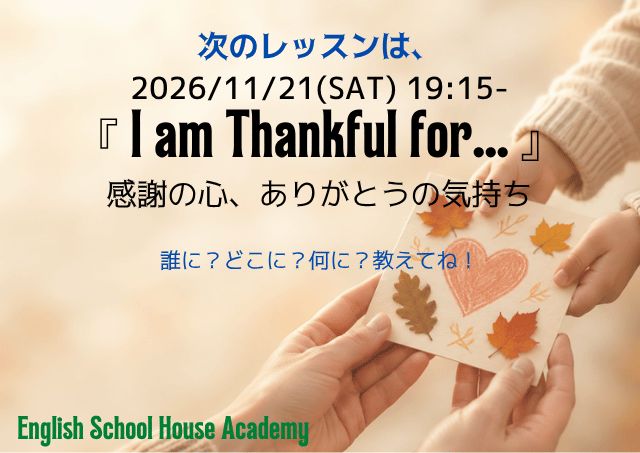 次のレッスンは、
2026/11/21(SAT) 19:15-
『 I am Thankful for... 』
感謝の心、ありがとうの気持ち
誰に？どこに？何に？教えてね！
English School House Academy